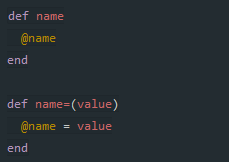 def name
  @name
end

def name=(value)
  @name = value
end